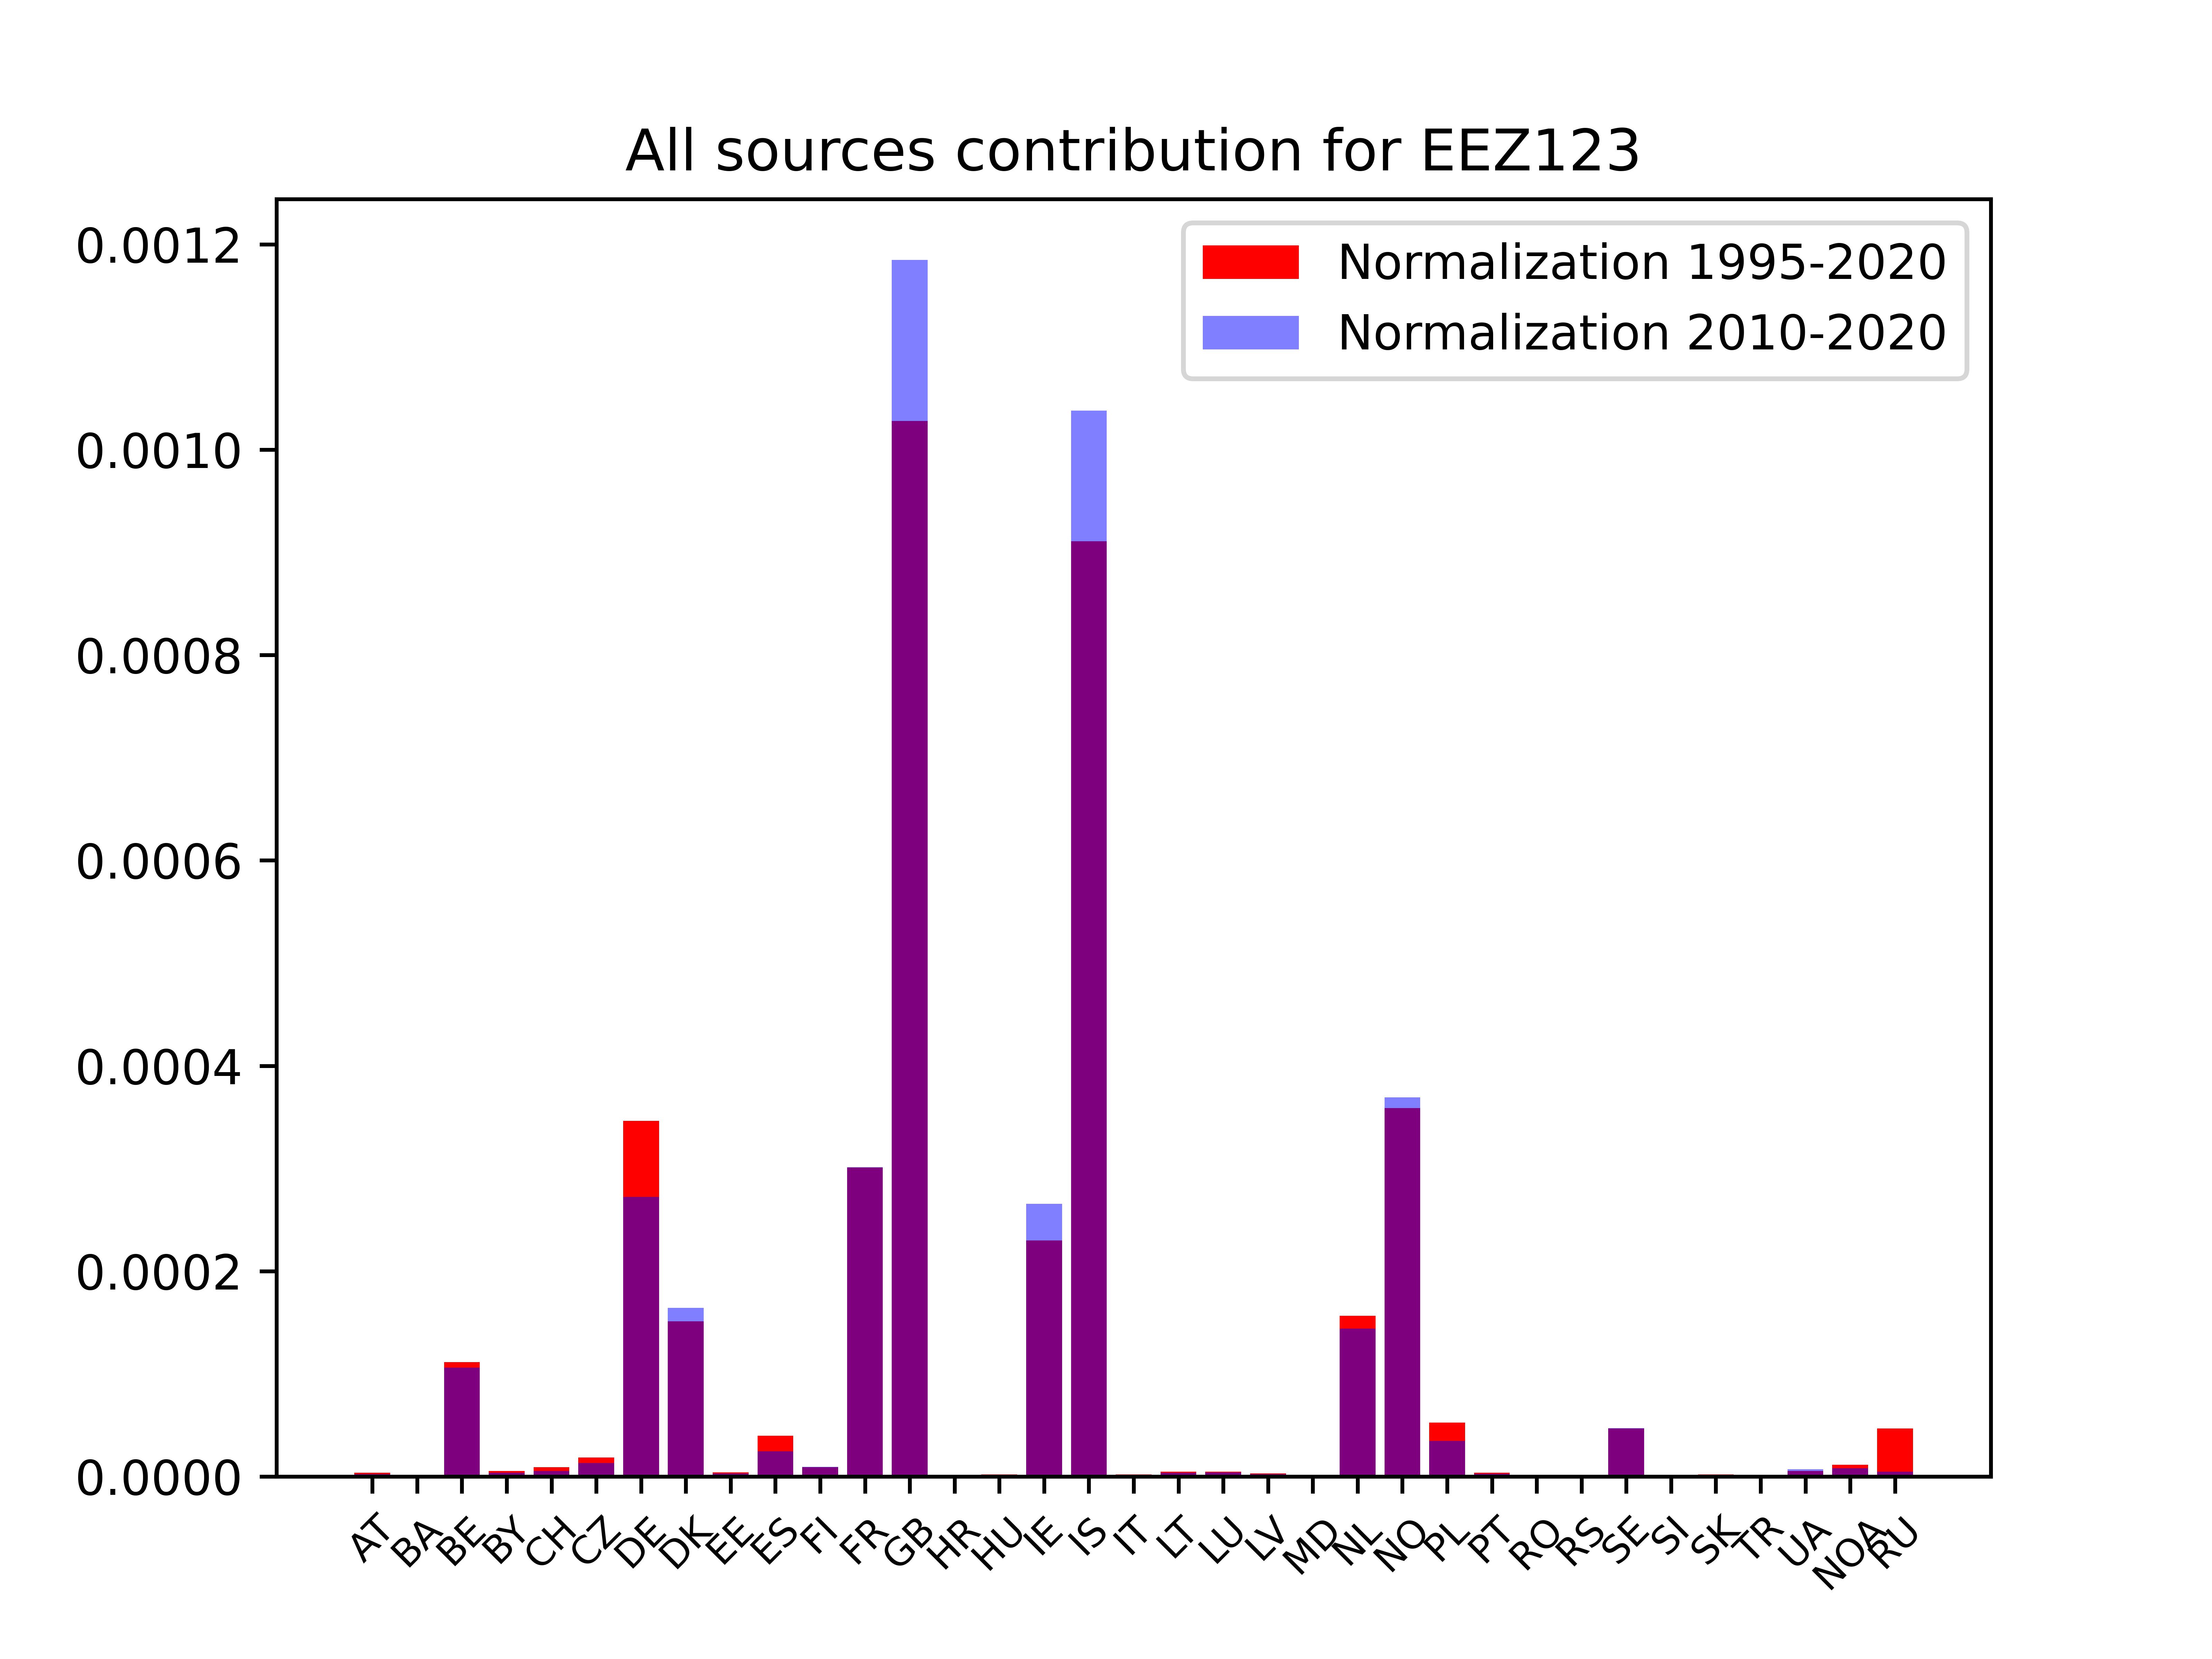 All sources contribution for EEZ123
Normalization 1995-2020
Normalization 2010-2020
0.0012
0.0010
0.0008
0.0006
0.0004
0.0002
0.0000
AT BA BE BY CH CZ DE DK EE ES FI FR GB HR HU IE IS IT LT LU LV MD NL NO PL PT RO RS SE SI SK TR UA NOA RU